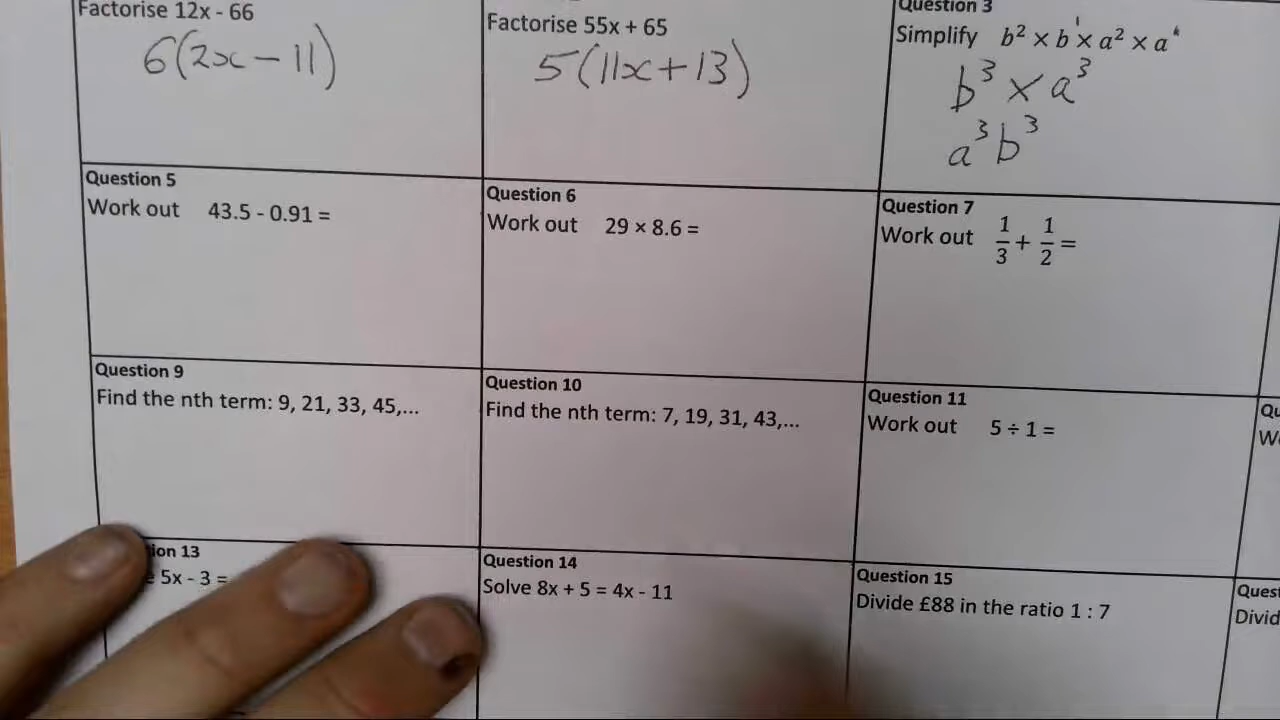 Factorise 12x - 66
6(2x - 11)
Factorise 55x + 65
5(11x + 13)
Question 3
Simplify b² × b¹ × a² × a
b³ × a³
a³b³
Question 5
Work out 43.5 - 0.91 =
Question 6
Work out 29 × 8.6 =
Question 7
Work out 1/3 + 1/2 =
Question 9
Find the nth term: 9, 21, 33, 45,...
Question 10
Find the nth term: 7, 19, 31, 43,...
Question 11
Work out 5 ÷ 1 =
13
5x - 3 =
Question 14
Solve 8x + 5 = 4x - 11
Question 15
Divide £88 in the ratio 1 : 7